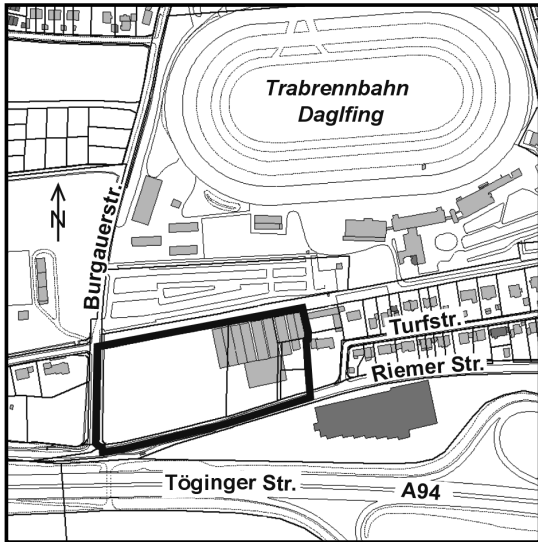 Trabrennbahn
Daglfing
N
Burgauerstr.
Turfstr.
Riemer Str.
Töginger Str.
A94